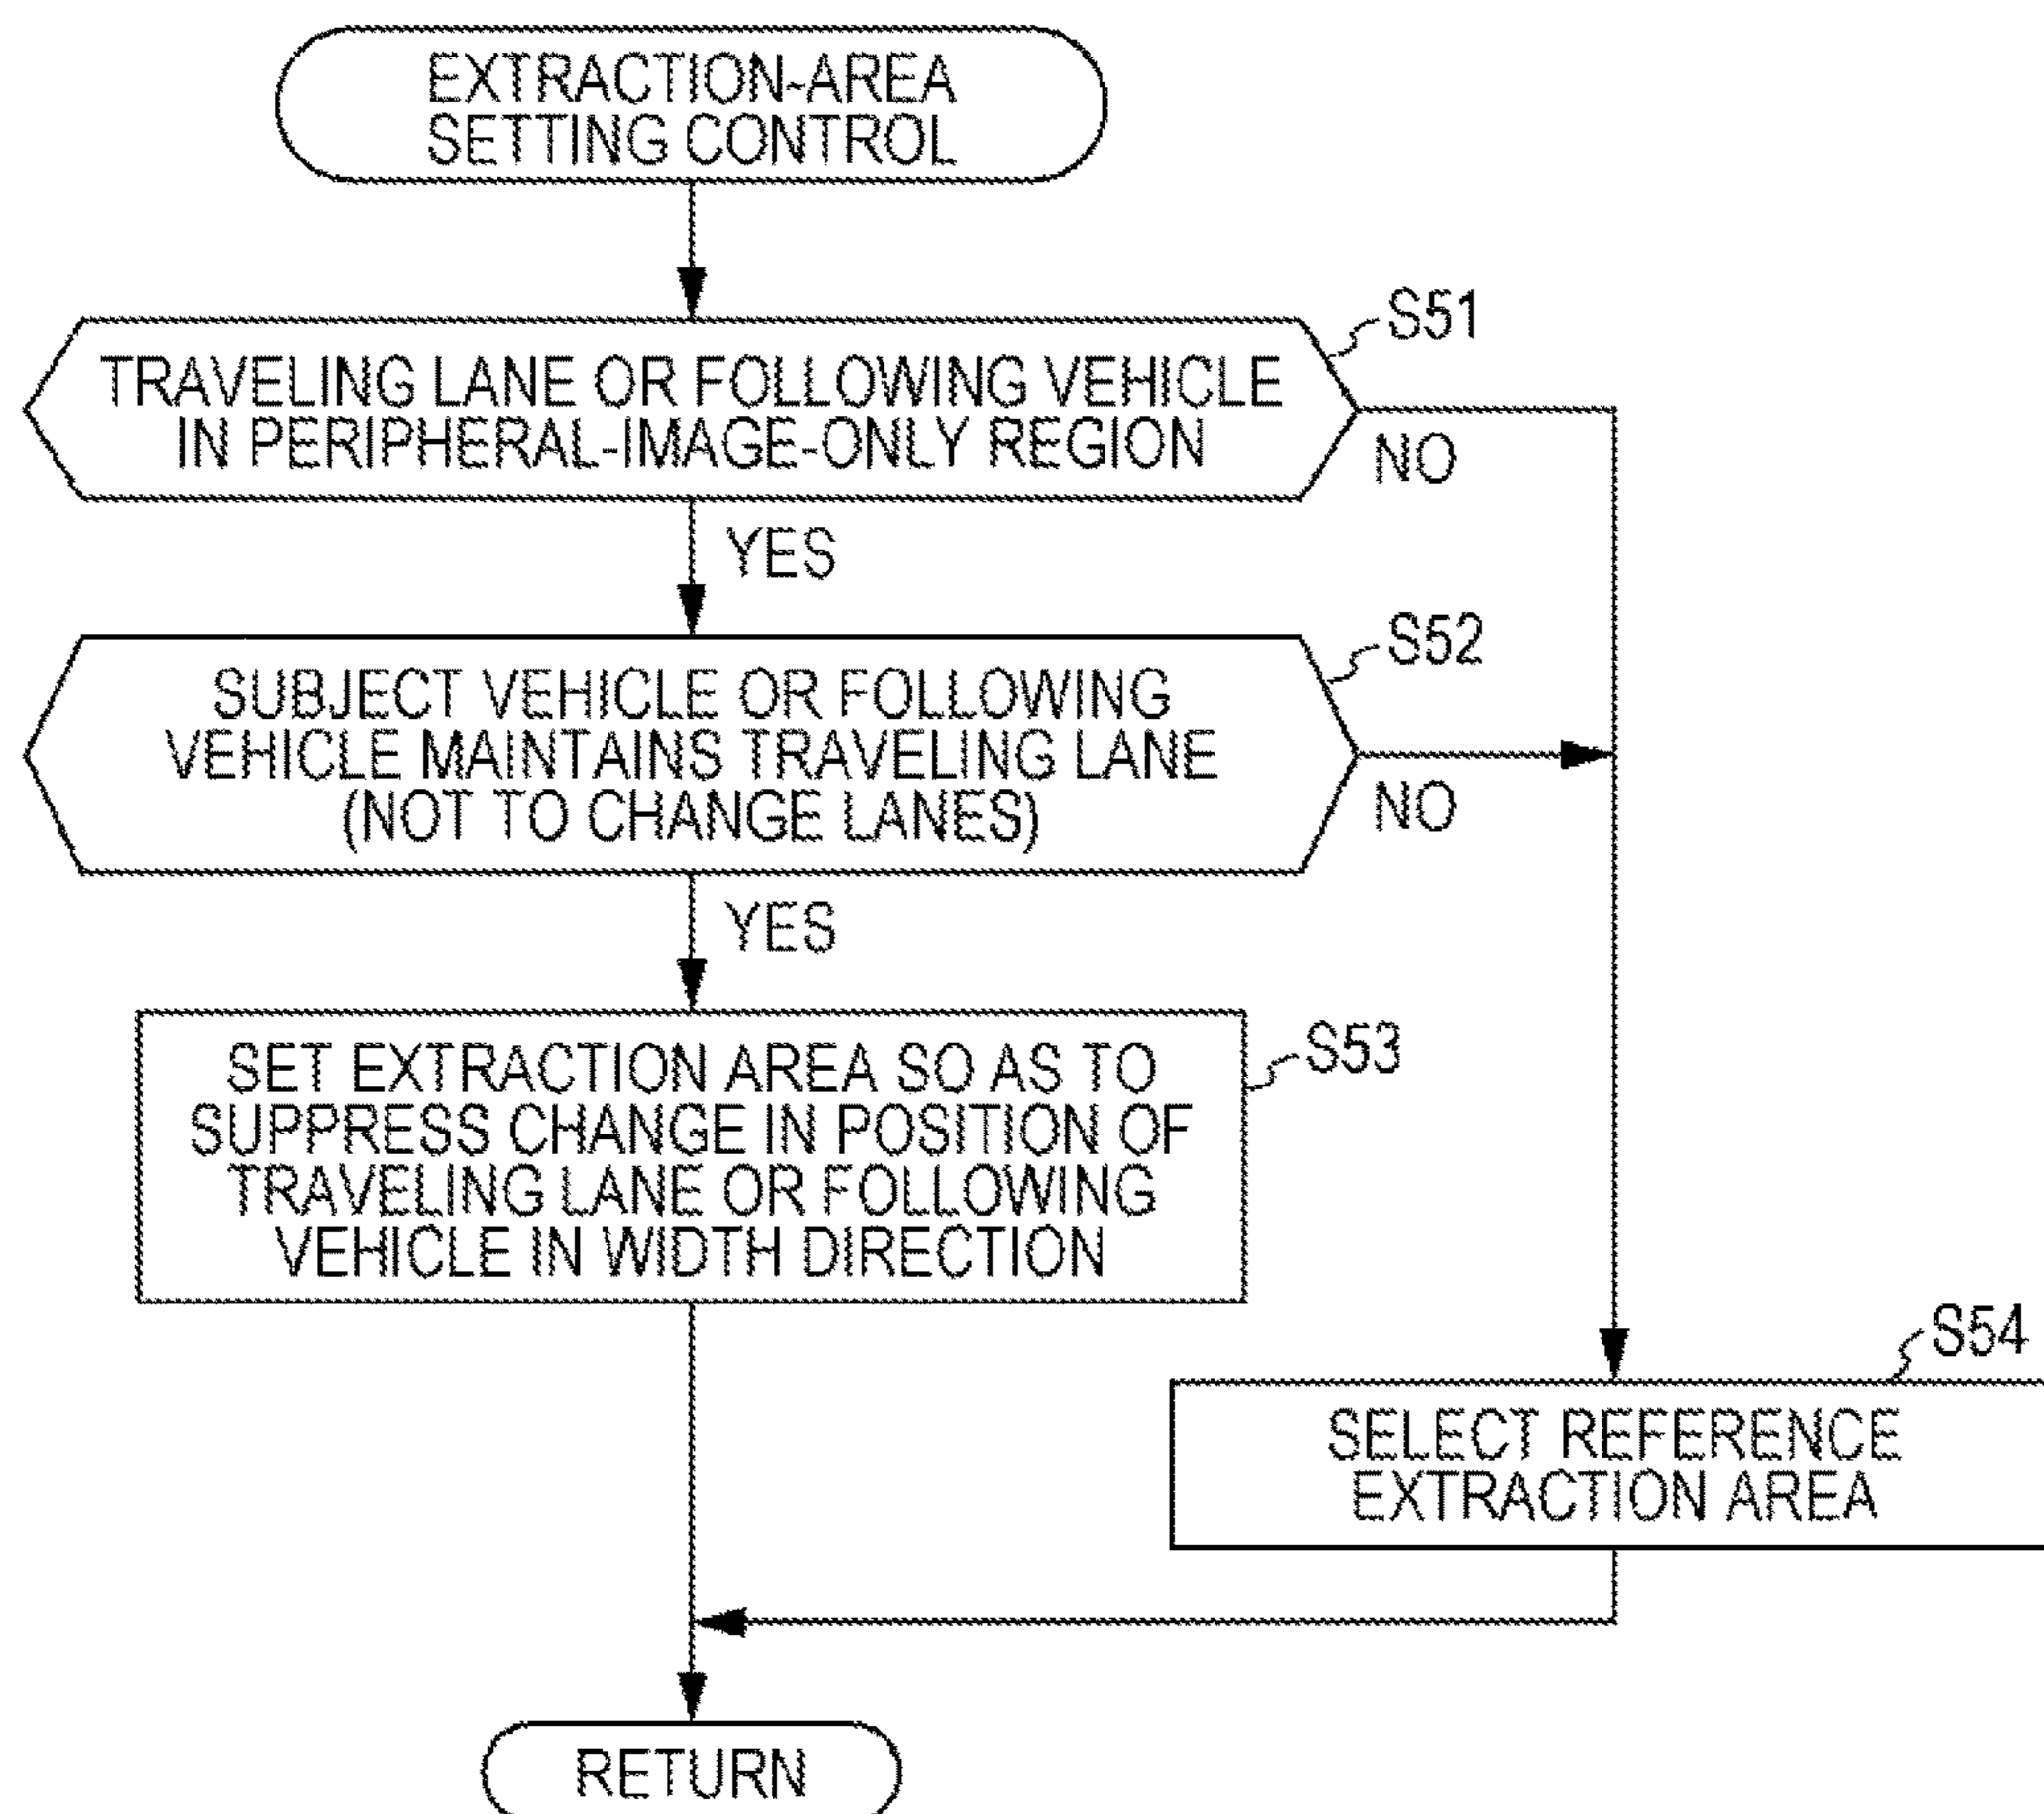 EXTRACTION-AREA
SETTING CONTROL
S51
TRAVELING LANE OR FOLLOWING VEHICLE
IN PERIPHERAL-IMAGE-ONLY REGION
NO
YES
S52
SUBJECT VEHICLE OR FOLLOWING
VEHICLE MAINTAINS TRAVELING LANE
(NOT TO CHANGE LANES)
NO
YES
S53
SET EXTRACTION AREA SO AS TO
SUPPRESS CHANGE IN POSITION OF
TRAVELING LANE OR FOLLOWING
VEHICLE IN WIDTH DIRECTION
S54
SELECT REFERENCE
EXTRACTION AREA
RETURN